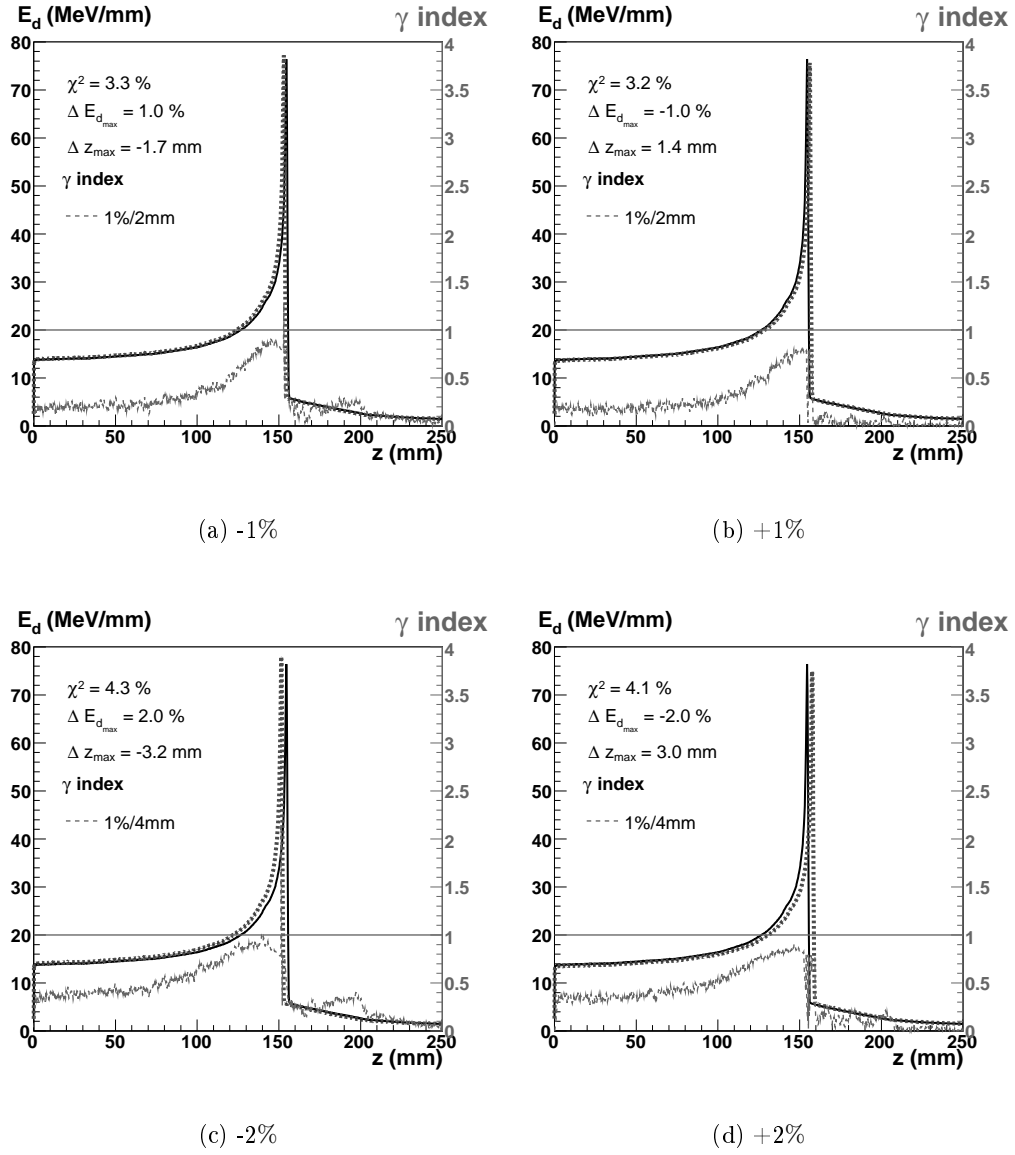 E_d (MeV/mm) γ index
80 4
χ² = 3.3 %
70 3.5
Δ E_d_max = 1.0 %
60 3
Δ z_max = -1.7 mm
γ index
50 2.5
1%/2mm
40 2
30 1.5
20 1
10 0.5
0 0
0 50 100 150 200 250
z (mm)
(a) -1%
E_d (MeV/mm) γ index
80 4
χ² = 3.2 %
70 3.5
Δ E_d_max = -1.0 %
60 3
Δ z_max = 1.4 mm
γ index
50 2.5
1%/2mm
40 2
30 1.5
20 1
10 0.5
0 0
0 50 100 150 200 250
z (mm)
(b) +1%
E_d (MeV/mm) γ index
80 4
χ² = 4.3 %
70 3.5
Δ E_d_max = 2.0 %
60 3
Δ z_max = -3.2 mm
γ index
50 2.5
1%/4mm
40 2
30 1.5
20 1
10 0.5
0 0
0 50 100 150 200 250
z (mm)
(c) -2%
E_d (MeV/mm) γ index
80 4
χ² = 4.1 %
70 3.5
Δ E_d_max = -2.0 %
60 3
Δ z_max = 3.0 mm
γ index
50 2.5
1%/4mm
40 2
30 1.5
20 1
10 0.5
0 0
0 50 100 150 200 250
z (mm)
(d) +2%